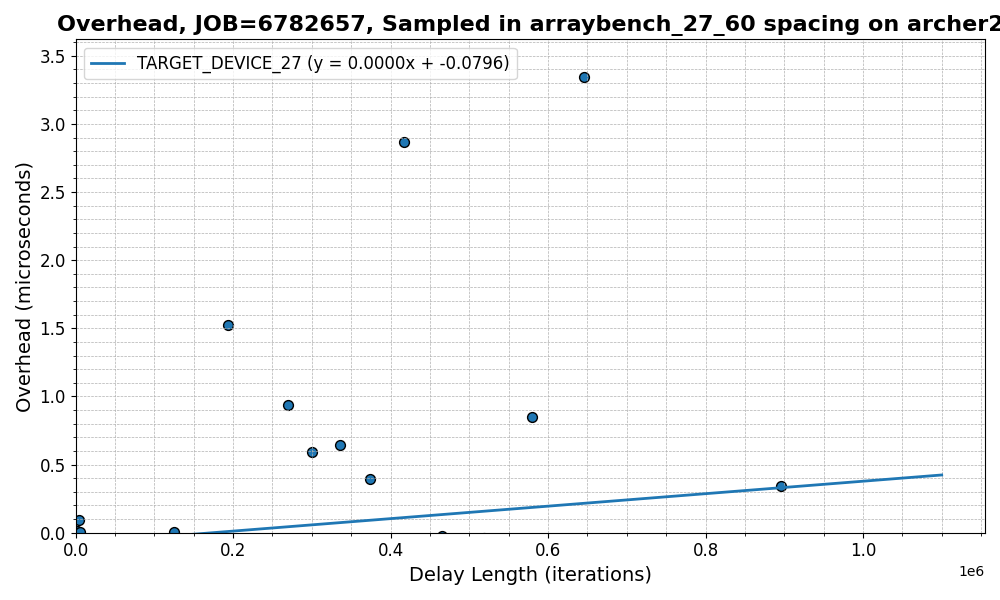 Overhead, JOB=6782657, Sampled in arraybench_27_60 spacing on archer2
TARGET_DEVICE_27 (y = 0.0000x + -0.0796)
Overhead (microseconds)
3.5
3.0
2.5
2.0
1.5
1.0
0.5
0.0
0.0 0.2 0.4 0.6 0.8 1.0
1e6
Delay Length (iterations)